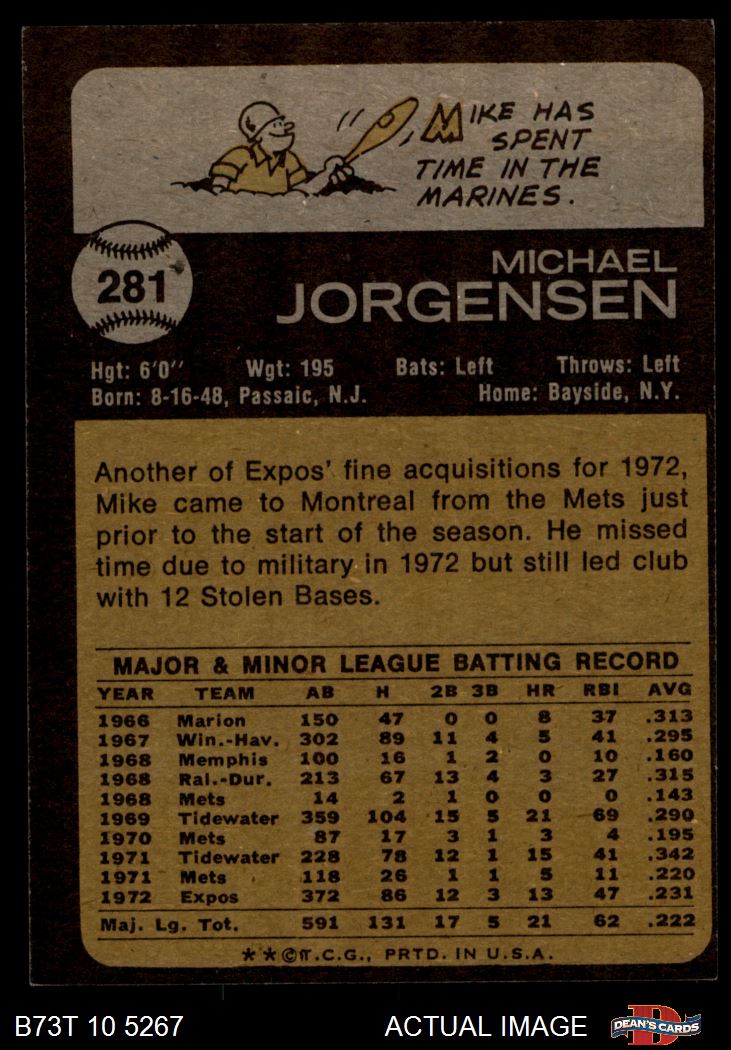 MIKE HAS
SPENT
TIME IN THE
MARINES.
281
MICHAEL
JORGENSEN
Hgt: 6'0" Wgt: 195 Bats: Left Throws: Left
Born: 8-16-48, Passaic, N.J. Home: Bayside, N.Y.
Another of Expos' fine acquisitions for 1972,
Mike came to Montreal from the Mets just
prior to the start of the season. He missed
time due to military in 1972 but still led club
with 12 Stolen Bases.
MAJOR & MINOR LEAGUE BATTING RECORD
YEAR TEAM AB H 2B 3B HR RBI AVG
1966 Marion 150 47 0 0 8 37 .313
1967 Win.-Hav. 302 89 11 4 5 41 .295
1968 Memphis 100 16 1 2 0 10 .160
1968 Ral.-Dur. 213 67 13 4 3 27 .315
1968 Mets 14 2 1 0 0 0 .143
1969 Tidewater 359 104 15 5 21 69 .290
1970 Mets 87 17 3 1 3 4 .195
1971 Tidewater 228 78 12 1 15 41 .342
1971 Mets 118 26 1 1 5 11 .220
1972 Expos 372 86 12 3 13 47 .231
Maj. Lg. Tot. 591 131 17 5 21 62 .222
**©T.C.G., PRTD. IN U.S.A.
B73T 10 5267 ACTUAL IMAGE DEAN'S CARDS